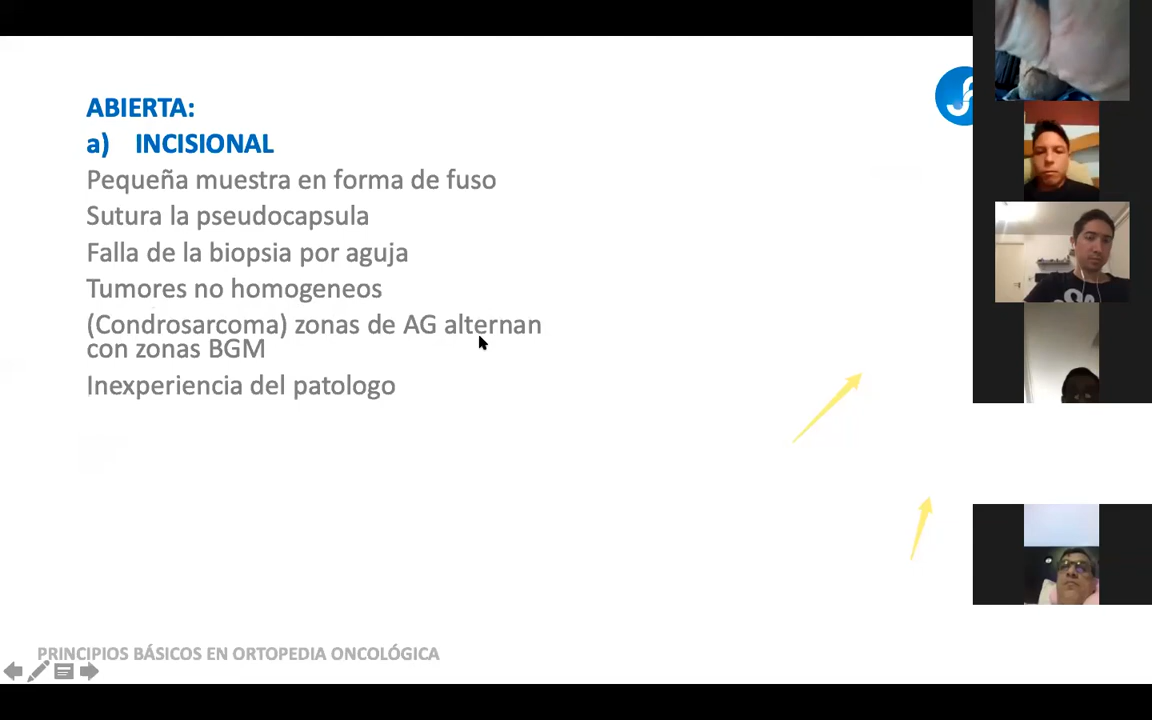 ABIERTA:
a) INCISIONAL
Pequeña muestra en forma de fuso
Sutura la pseudocapsula
Falla de la biopsia por aguja
Tumores no homogeneos
(Condrosarcoma) zonas de AG alternan
con zonas BGM
Inexperiencia del patologo
PRINCIPIOS BÁSICOS EN ORTOPEDIA ONCOLÓGICA